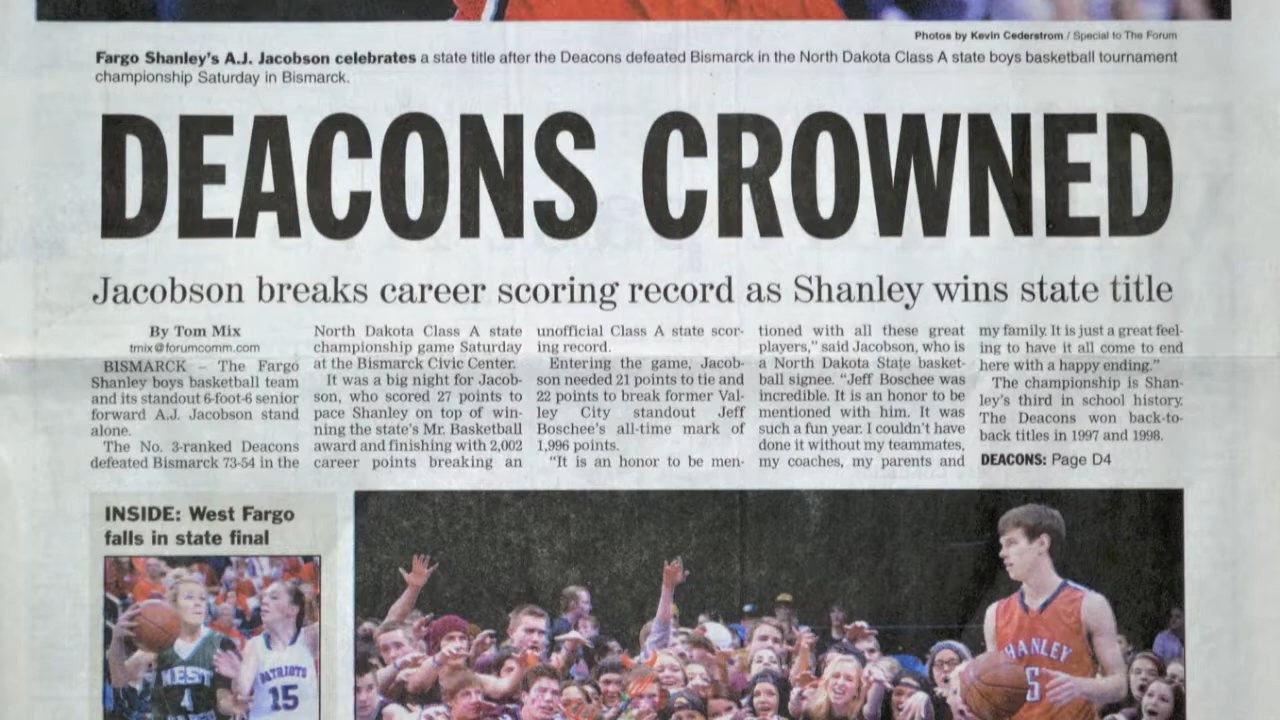 Photos by Kevin Cederstrom / Special to The Forum
Fargo Shanley's A.J. Jacobson celebrates a state title after the Deacons defeated Bismarck in the North Dakota Class A state boys basketball tournament
championship Saturday in Bismarck.
DEACONS CROWNED
Jacobson breaks career scoring record as Shanley wins state title
By Tom Mix
tmix@forumcomm.com
BISMARCK – The Fargo
Shanley boys basketball team
and its standout 6-foot-6 senior
forward A.J. Jacobson stand
alone.
The No. 3-ranked Deacons
defeated Bismarck 73-54 in the
North Dakota Class A state
championship game Saturday
at the Bismarck Civic Center.
It was a big night for Jacob-
son, who scored 27 points to
pace Shanley on top of win-
ning the state's Mr. Basketball
award and finishing with 2,002
career points breaking an
unofficial Class A state scor-
ing record.
Entering the game, Jacob-
son needed 21 points to tie and
22 points to break former Val-
ley City standout Jeff
Boschee's all-time mark of
1,996 points.
"It is an honor to be men-
tioned with all these great
players," said Jacobson, who is
a North Dakota State basket-
ball signee. "Jeff Boschee was
incredible. It is an honor to be
mentioned with him. It was
such a fun year. I couldn't have
done it without my teammates,
my coaches, my parents and
my family. It is just a great feel-
ing to have it all come to end
here with a happy ending."
The championship is Shan-
ley's third in school history.
The Deacons won back-to-
back titles in 1997 and 1998.
DEACONS: Page D4
INSIDE: West Fargo
falls in state final
WEST
4
PATRIOTS
15
SHANLEY
5